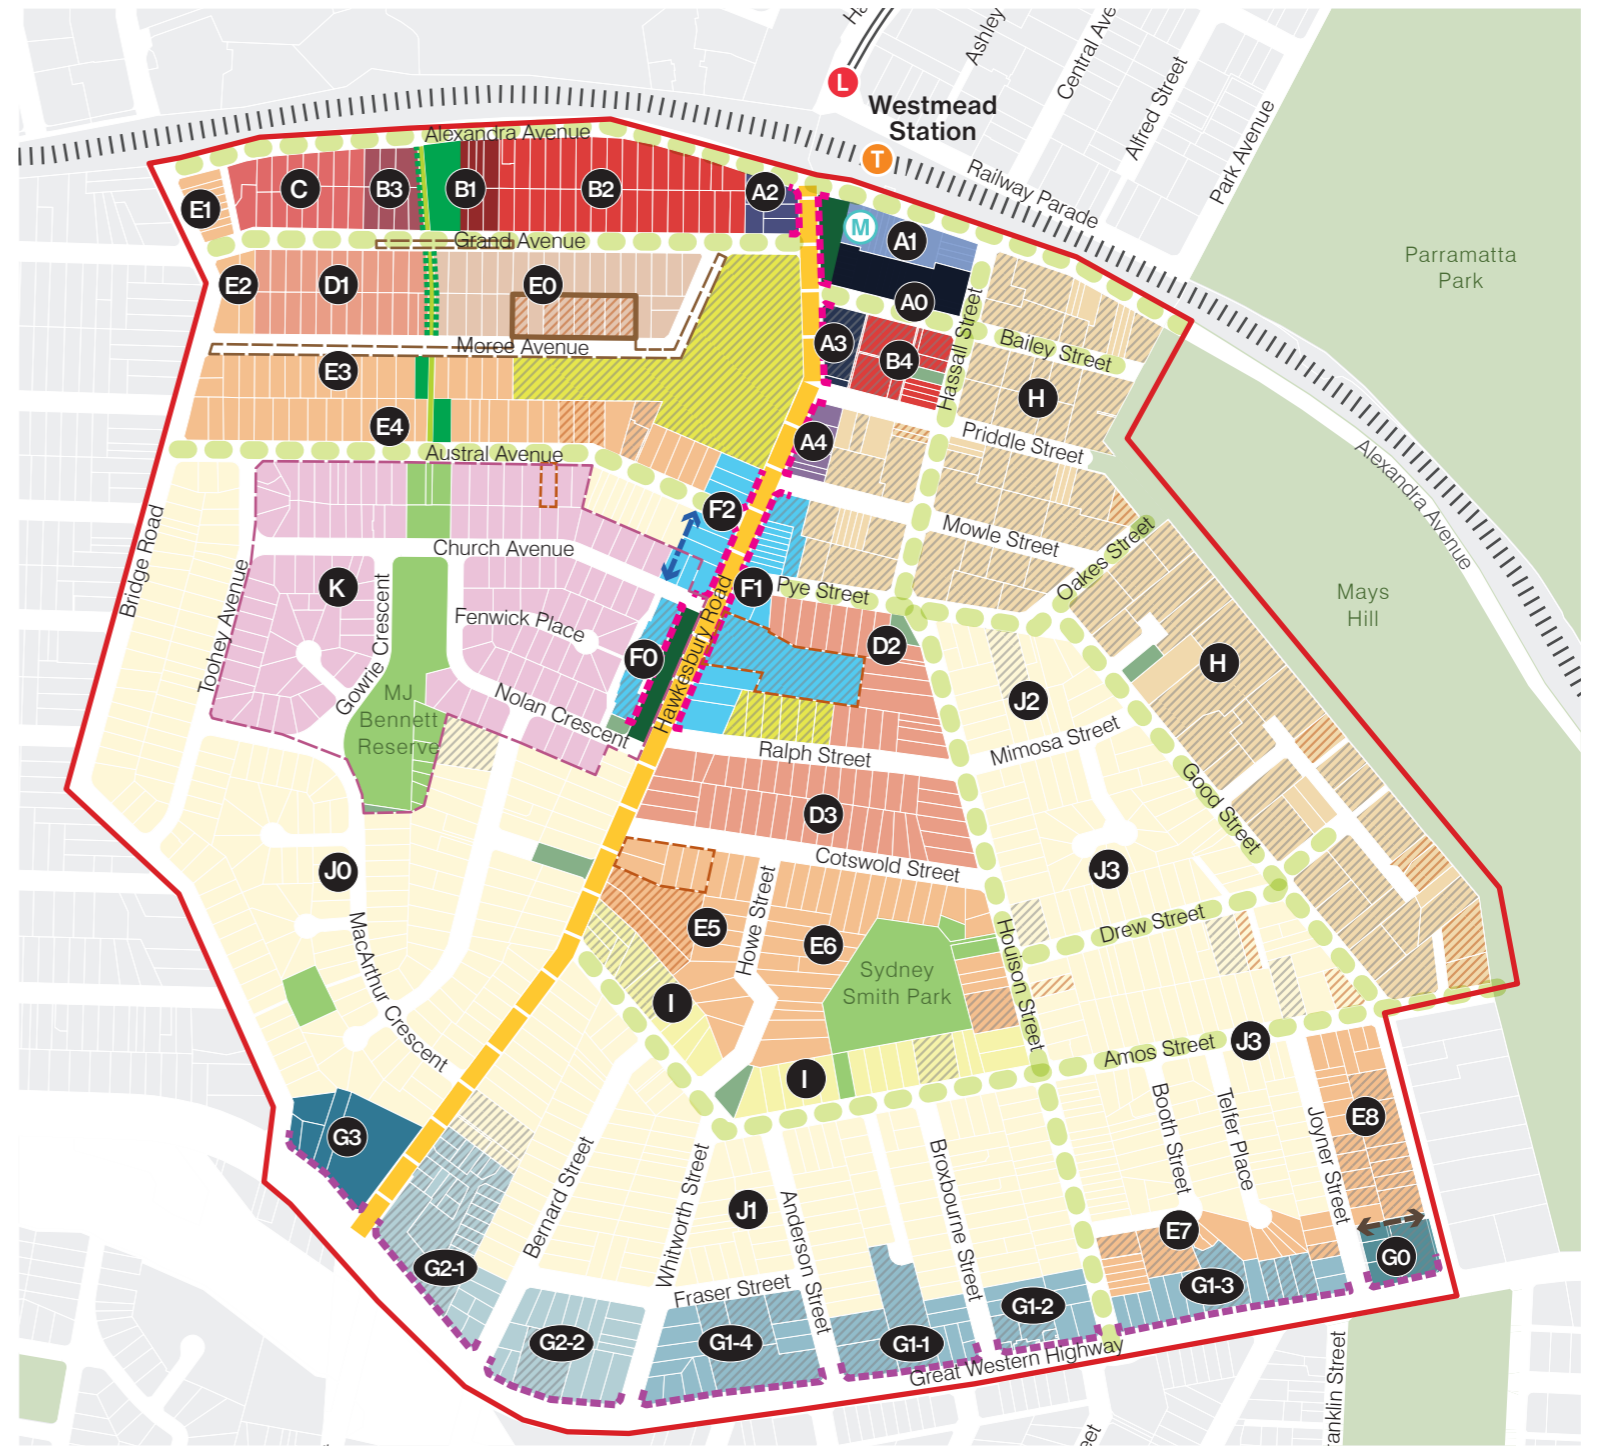 Ashley
Central Ave
Alfred Street
Park Avenue
L
Westmead
Station
T
Railway Parade
Parramatta
Park
Alexandra Avenue
C
B3
B1
B2
A2
E1
M
A1
Grand Avenue
E2
D1
E0
A0
Hassall Street
Bailey Street
Moree Avenue
A3
B4
E3
H
E4
A4
Priddle Street
Austral Avenue
Alexandra Avenue
F2
Mowle Street
Bridge Road
Church Avenue
Oakes Street
K
Toohey Avenue
Gowrie Crescent
Fenwick Place
F1
Pye Street
Mays
Hill
Hawkesbury Road
F0
D2
H
MJ
Bennett
Reserve
Nolan Crescent
J2
Mimosa Street
Ralph Street
Good Street
D3
Cotswold Street
J0
J3
Howe Street
E5
E6
MacArthur Crescent
Houison Street
Drew Street
Sydney
Smith Park
I
I
Amos Street
J3
G3
Booth Street
Telfer Place
Joyner Street
E8
Bernard Street
Whitworth Street
J1
Anderson Street
Broxbourne Street
E7
G0
G2-1
Fraser Street
G1-2
G1-3
G2-2
G1-4
G1-1
Great Western Highway
anklin Street
eet